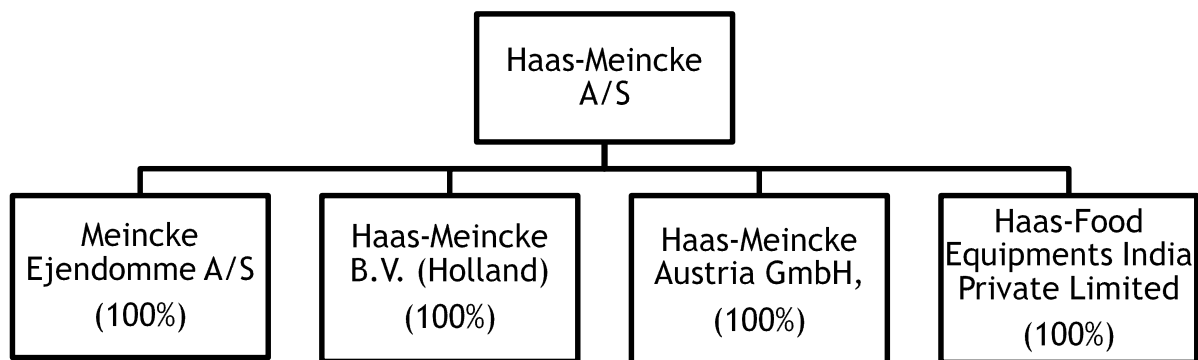 Haas-Meincke
A/S
Meincke
Ejendomme A/S
(100%)
Haas-Meincke
B.V. (Holland)
(100%)
Haas-Meincke
Austria GmbH,
(100%)
Haas-Food
Equipments India
Private Limited
(100%)